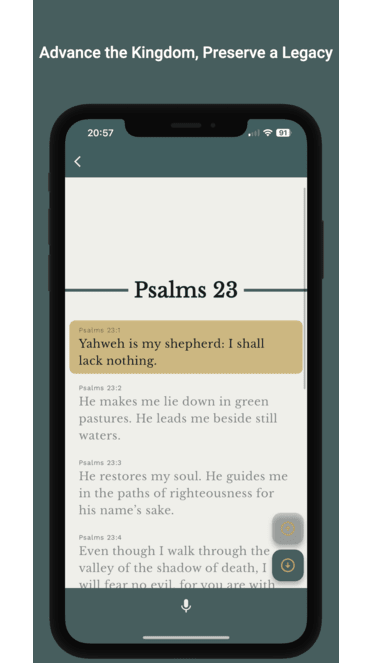 Advance the Kingdom, Preserve a Legacy
20:57
91
Psalms 23
Psalms 23:1
Yahweh is my shepherd: I shall
lack nothing.
Psalms 23:2
He makes me lie down in green
pastures. He leads me beside still
waters.
Psalms 23:3
He restores my soul. He guides me
in the paths of righteousness for
his name's sake.
Psalms 23:4
Even though I walk through the
valley of the shadow of death, I
will fear no evil, for you are with